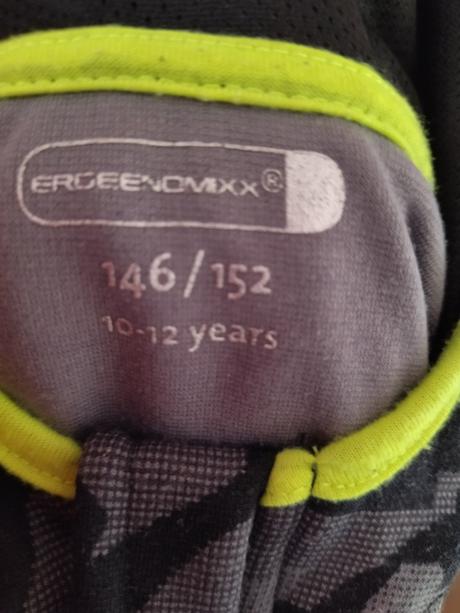 ERGEENOMIXX®
146/152
10-12 years